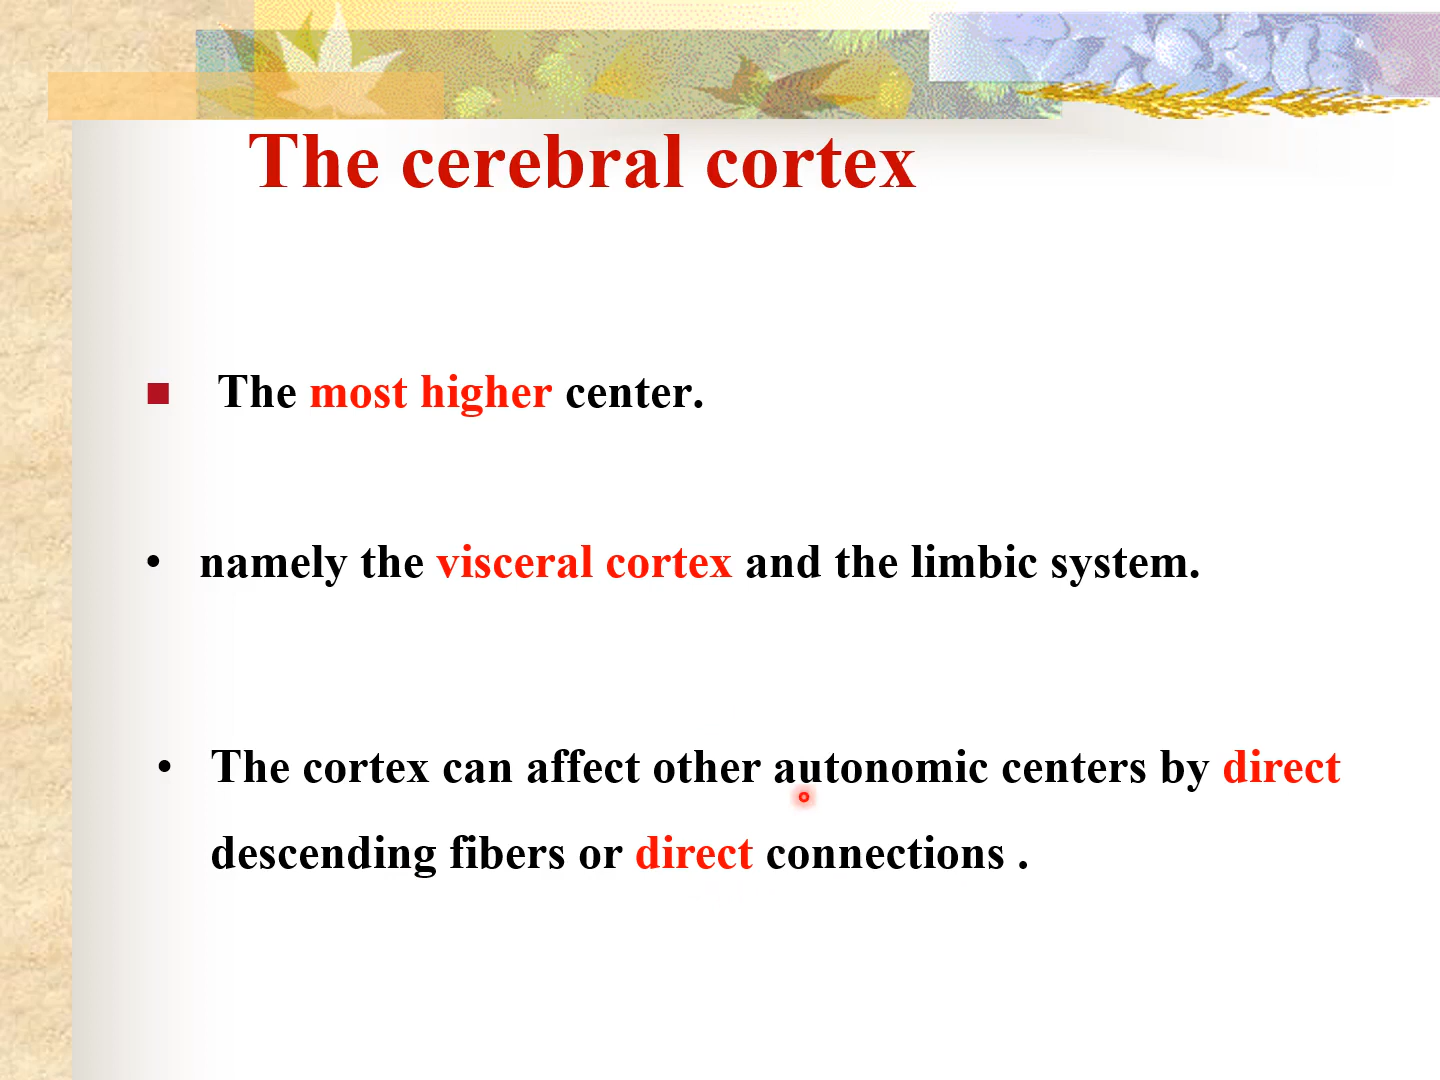 The cerebral cortex
The most higher center.
namely the visceral cortex and the limbic system.
The cortex can affect other autonomic centers by direct
descending fibers or direct connections .